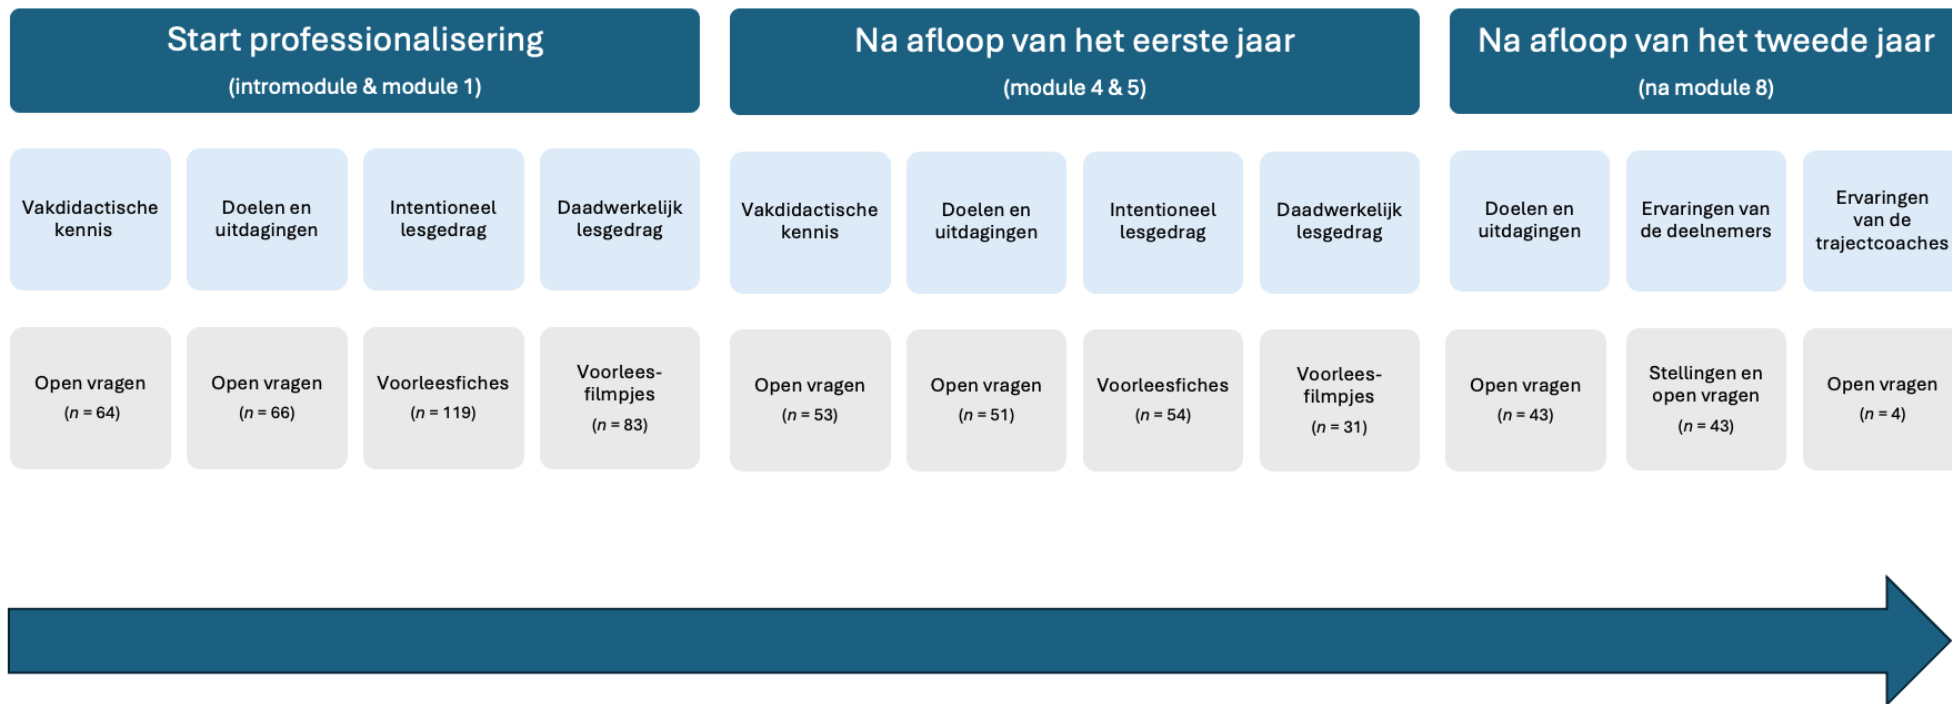 Start professionalisering
(intromodule & module 1)
Na afloop van het eerste jaar
(module 4 & 5)
Na afloop van het tweede jaar
(na module 8)
Vakdidactische
kennis
Doelen en
uitdagingen
Intentioneel
lesgedrag
Daadwerkelijk
lesgedrag
Vakdidactische
kennis
Doelen en
uitdagingen
Intentioneel
lesgedrag
Daadwerkelijk
lesgedrag
Doelen en
uitdagingen
Ervaringen van
de deelnemers
Ervaringen
van de
trajectcoaches
Open vragen
(n = 64)
Open vragen
(n = 66)
Voorleesfiches
(n = 119)
Voorlees-
filmpjes
(n = 83)
Open vragen
(n = 53)
Open vragen
(n = 51)
Voorleesfiches
(n = 54)
Voorlees-
filmpjes
(n = 31)
Open vragen
(n = 43)
Stellingen en
open vragen
(n = 43)
Open vragen
(n = 4)